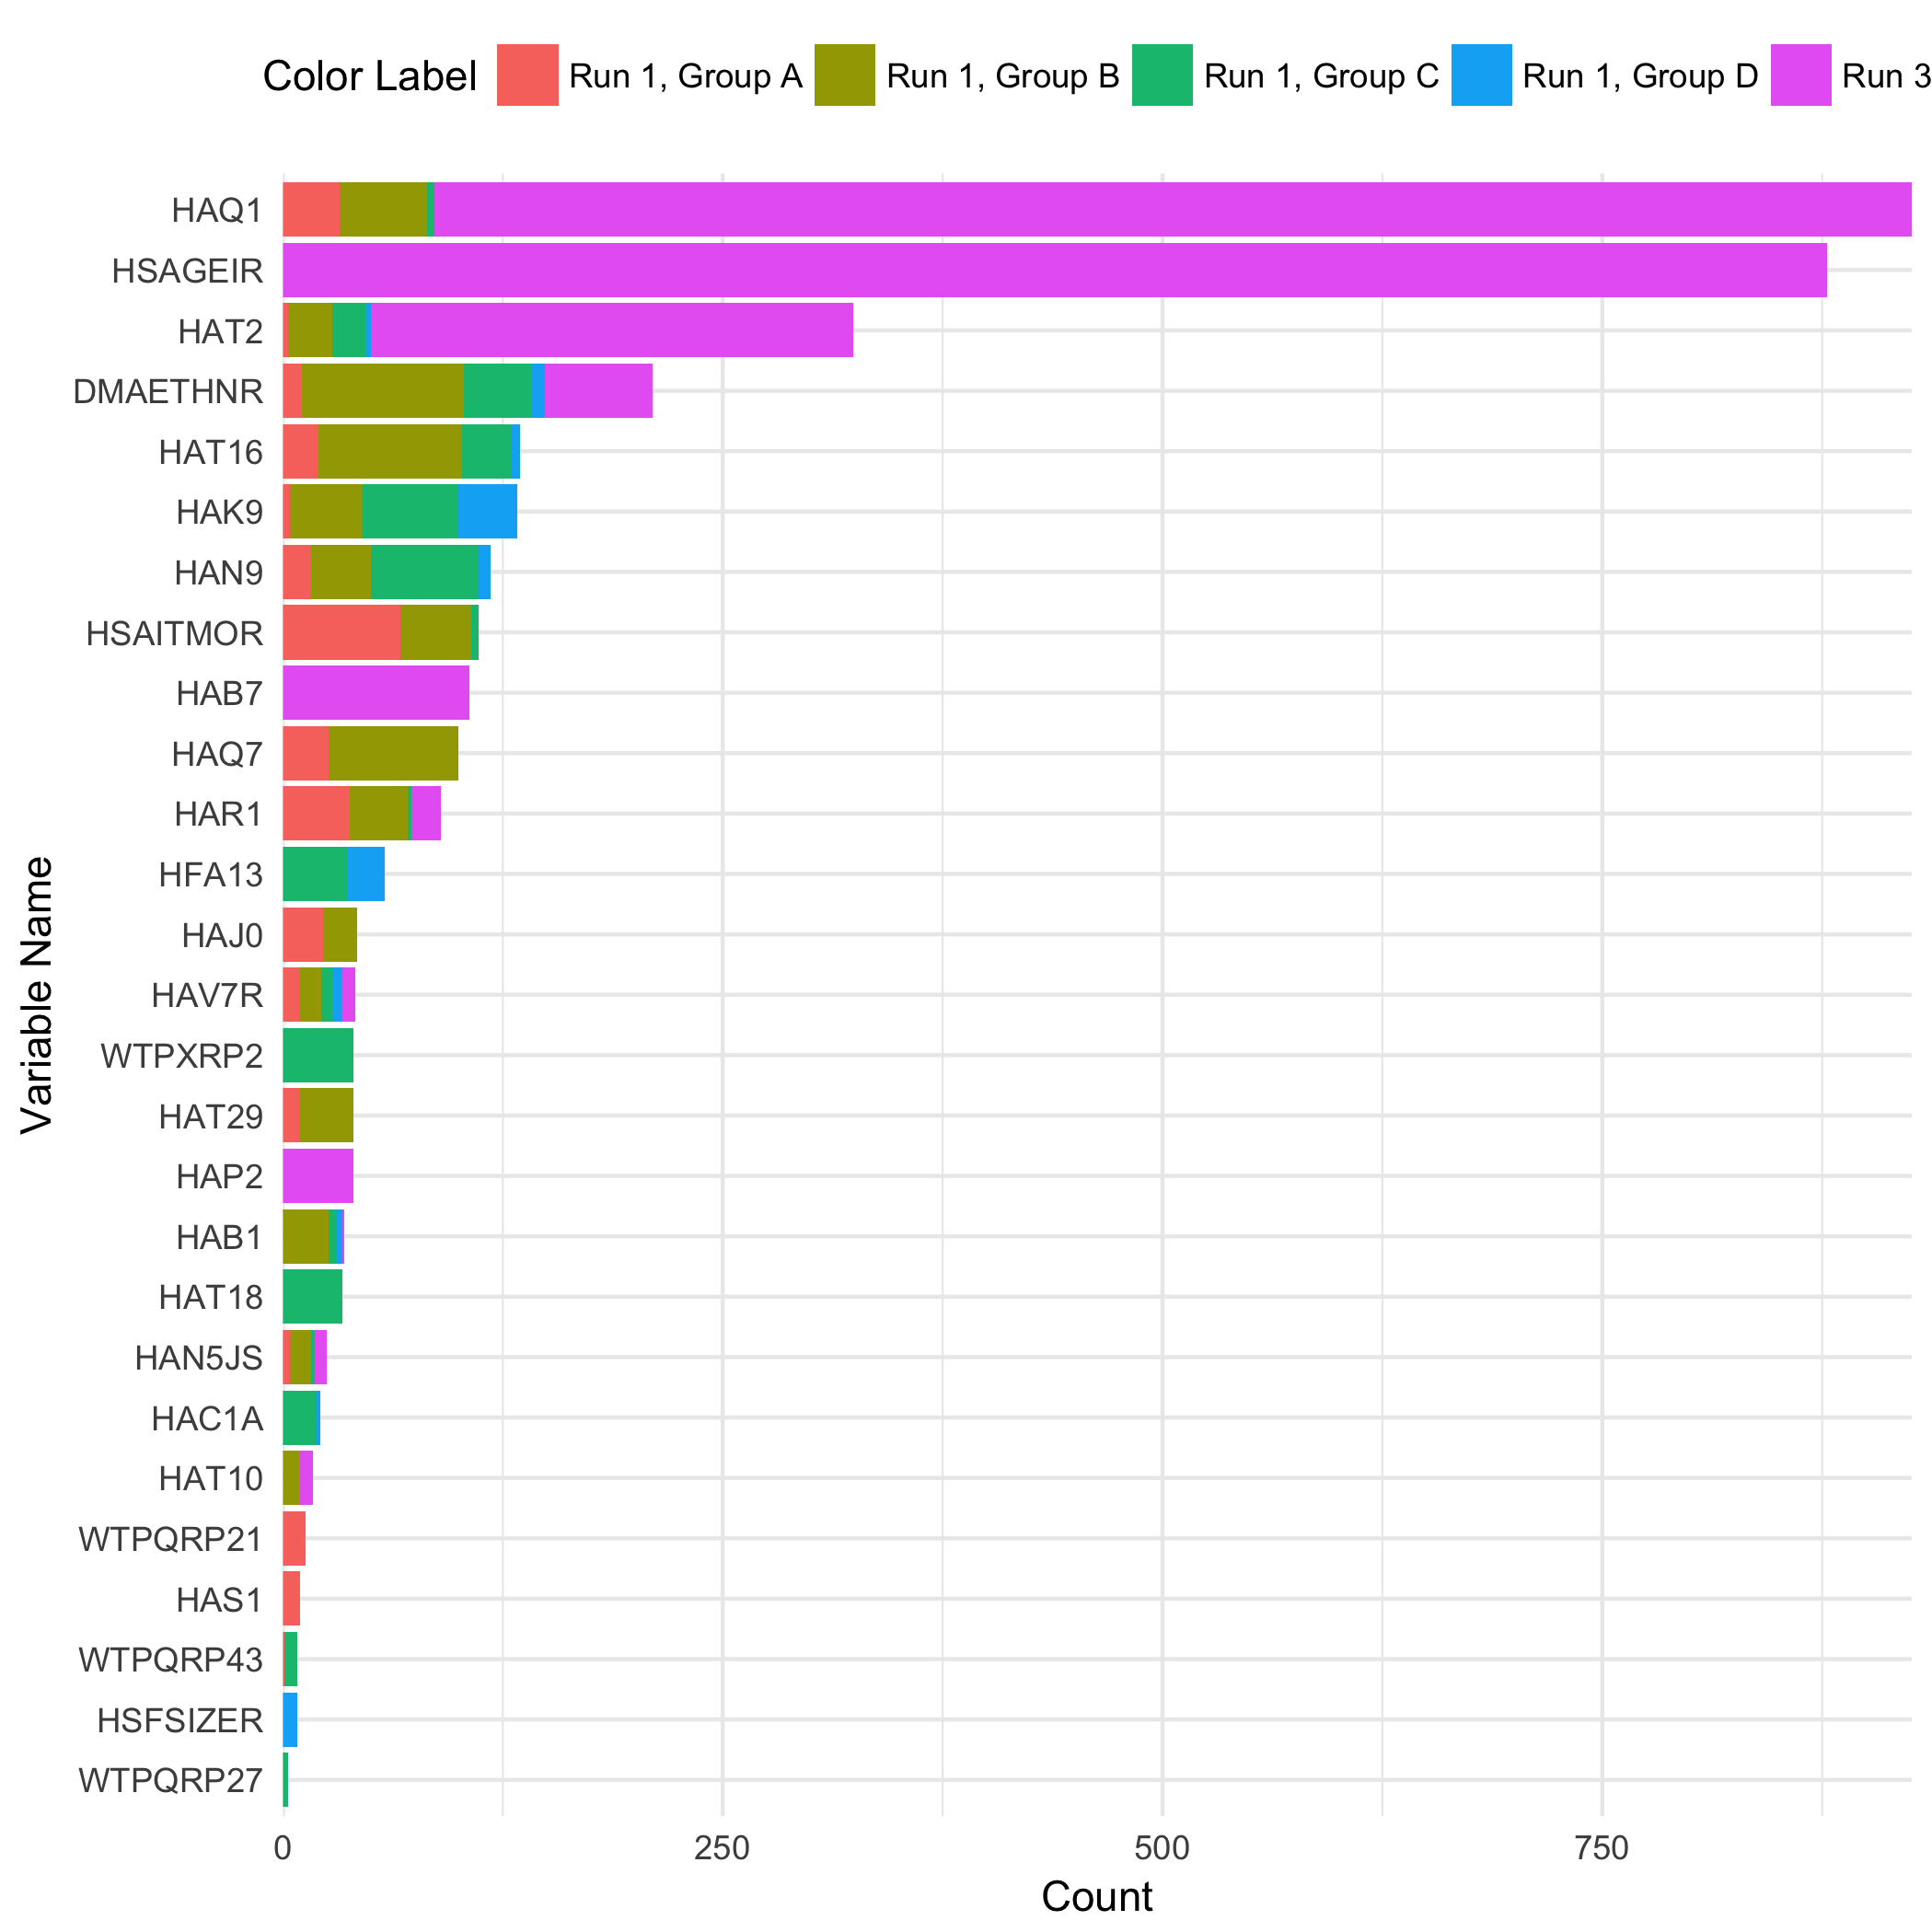 Color Label Run 1, Group A Run 1, Group B Run 1, Group C Run 1, Group D Run 3
HAQ1
HSAGEIR
HAT2
DMAETHNR
HAT16
HAK9
HAN9
HSAITMOR
HAB7
HAQ7
HAR1
HFA13
HAJ0
HAV7R
WTPXRP2
HAT29
HAP2
HAB1
HAT18
HAN5JS
HAC1A
HAT10
WTPQRP21
HAS1
WTPQRP43
HSFSIZER
WTPQRP27
Variable Name
0 250 500 750
Count